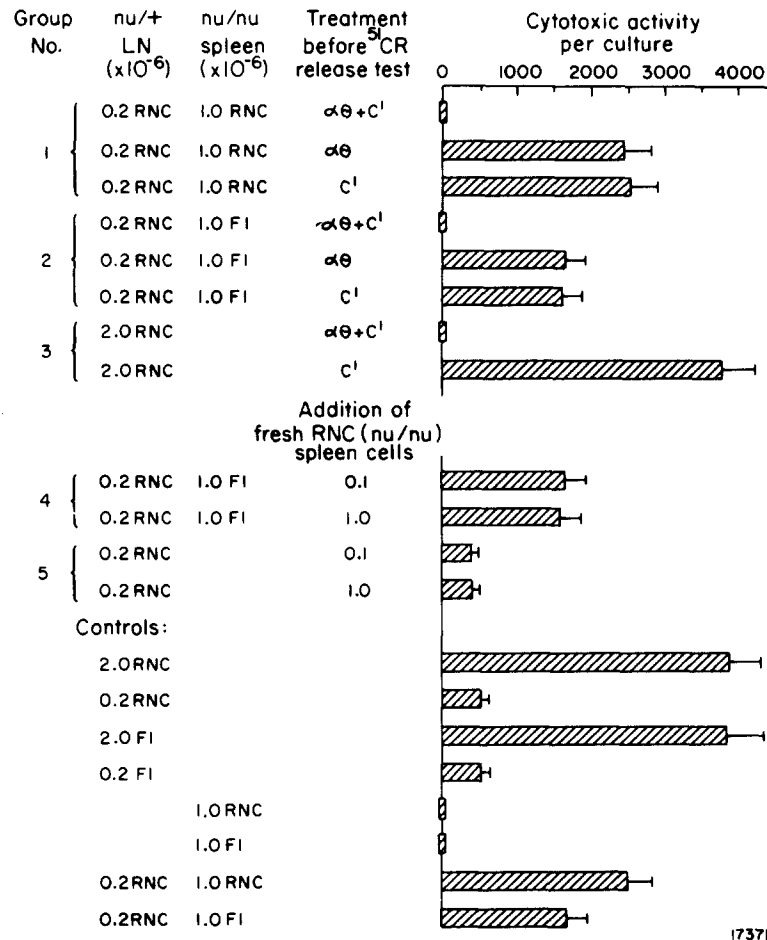 Group No. nu/+ LN (x10⁻⁶) nu/nu spleen (x10⁻⁶) Treatment before ⁵¹CR release test Cytotoxic activity per culture
0 1000 2000 3000 4000
1
0.2 RNC 1.0 RNC αθ+C'
0.2 RNC 1.0 RNC αθ
0.2 RNC 1.0 RNC C'
2
0.2 RNC 1.0 F1 αθ+C'
0.2 RNC 1.0 F1 αθ
0.2 RNC 1.0 F1 C'
3
2.0 RNC αθ+C'
2.0 RNC C'
Addition of
fresh RNC (nu/nu)
spleen cells
4
0.2 RNC 1.0 F1 0.1
0.2 RNC 1.0 F1 1.0
5
0.2 RNC 0.1
0.2 RNC 1.0
Controls:
2.0 RNC
0.2 RNC
2.0 F1
0.2 F1
1.0 RNC
1.0 F1
0.2 RNC 1.0 RNC
0.2 RNC 1.0 F1
17371